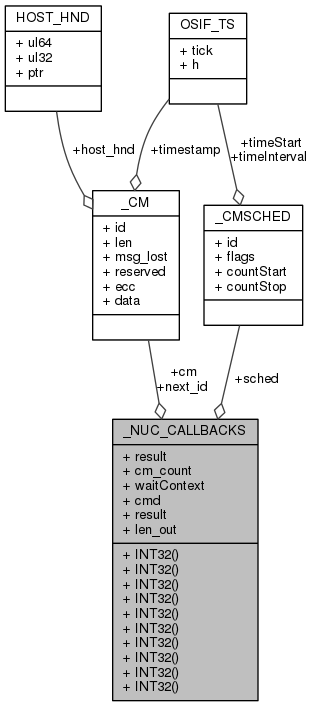 HOST_HND
+ ul64
+ ul32
+ ptr
OSIF_TS
+ tick
+ h
+host_hnd
+timestamp
+timeStart
+timeInterval
_CM
+ id
+ len
+ msg_lost
+ reserved
+ ecc
+ data
_CMSCHED
+ id
+ flags
+ countStart
+ countStop
+cm
+next_id
+sched
_NUC_CALLBACKS
+ result
+ cm_count
+ waitContext
+ cmd
+ result
+ len_out
+ INT32()
+ INT32()
+ INT32()
+ INT32()
+ INT32()
+ INT32()
+ INT32()
+ INT32()
+ INT32()
+ INT32()